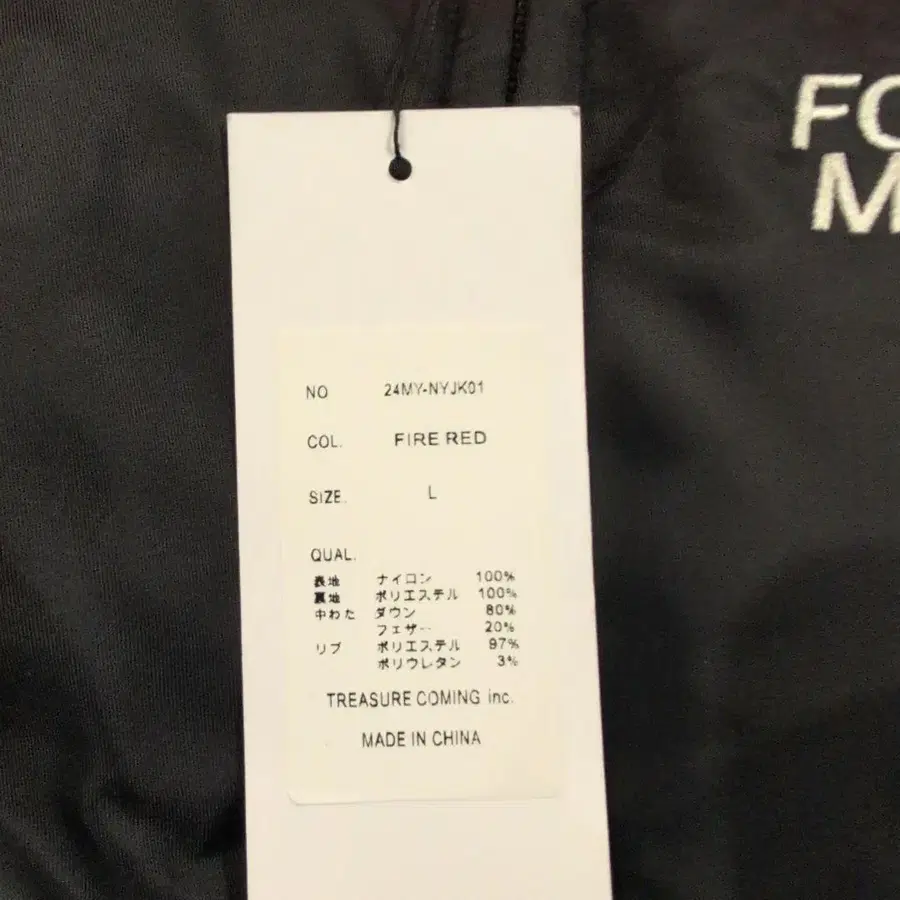 FO
M
NO 24MY-NYJK01
COL. FIRE RED
SIZE. L
QUAL.
表地 ナイロン 100%
裏地 ポリエステル 100%
中わた ダウン 80%
フェザー 20%
リブ ポリエステル 97%
ポリウレタン 3%
TREASURE COMING inc.
MADE IN CHINA